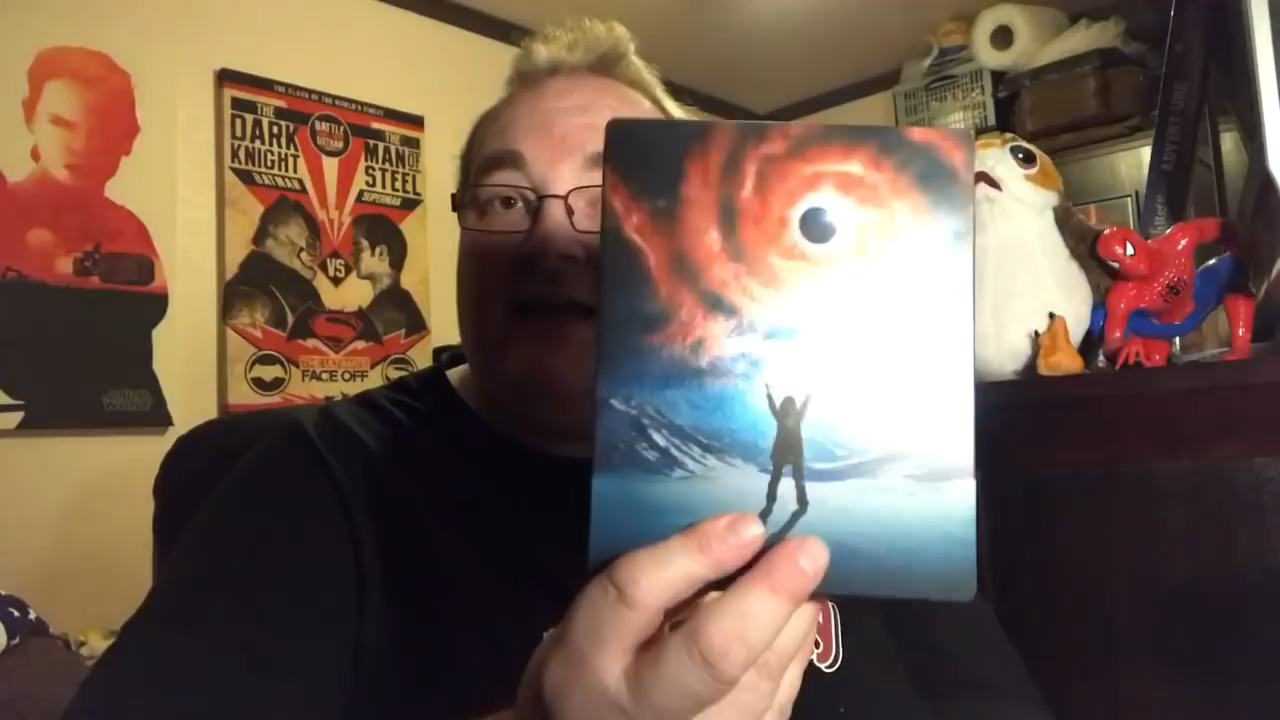 THE CLASH OF THE WORLD'S FINEST
THE
DARK
KNIGHT
BATMAN
BATTLE
GOTHAM
THE
MAN OF
STEEL
SUPERMAN
VS
THE ULTIMATE
FACE OFF
STAR
WARS